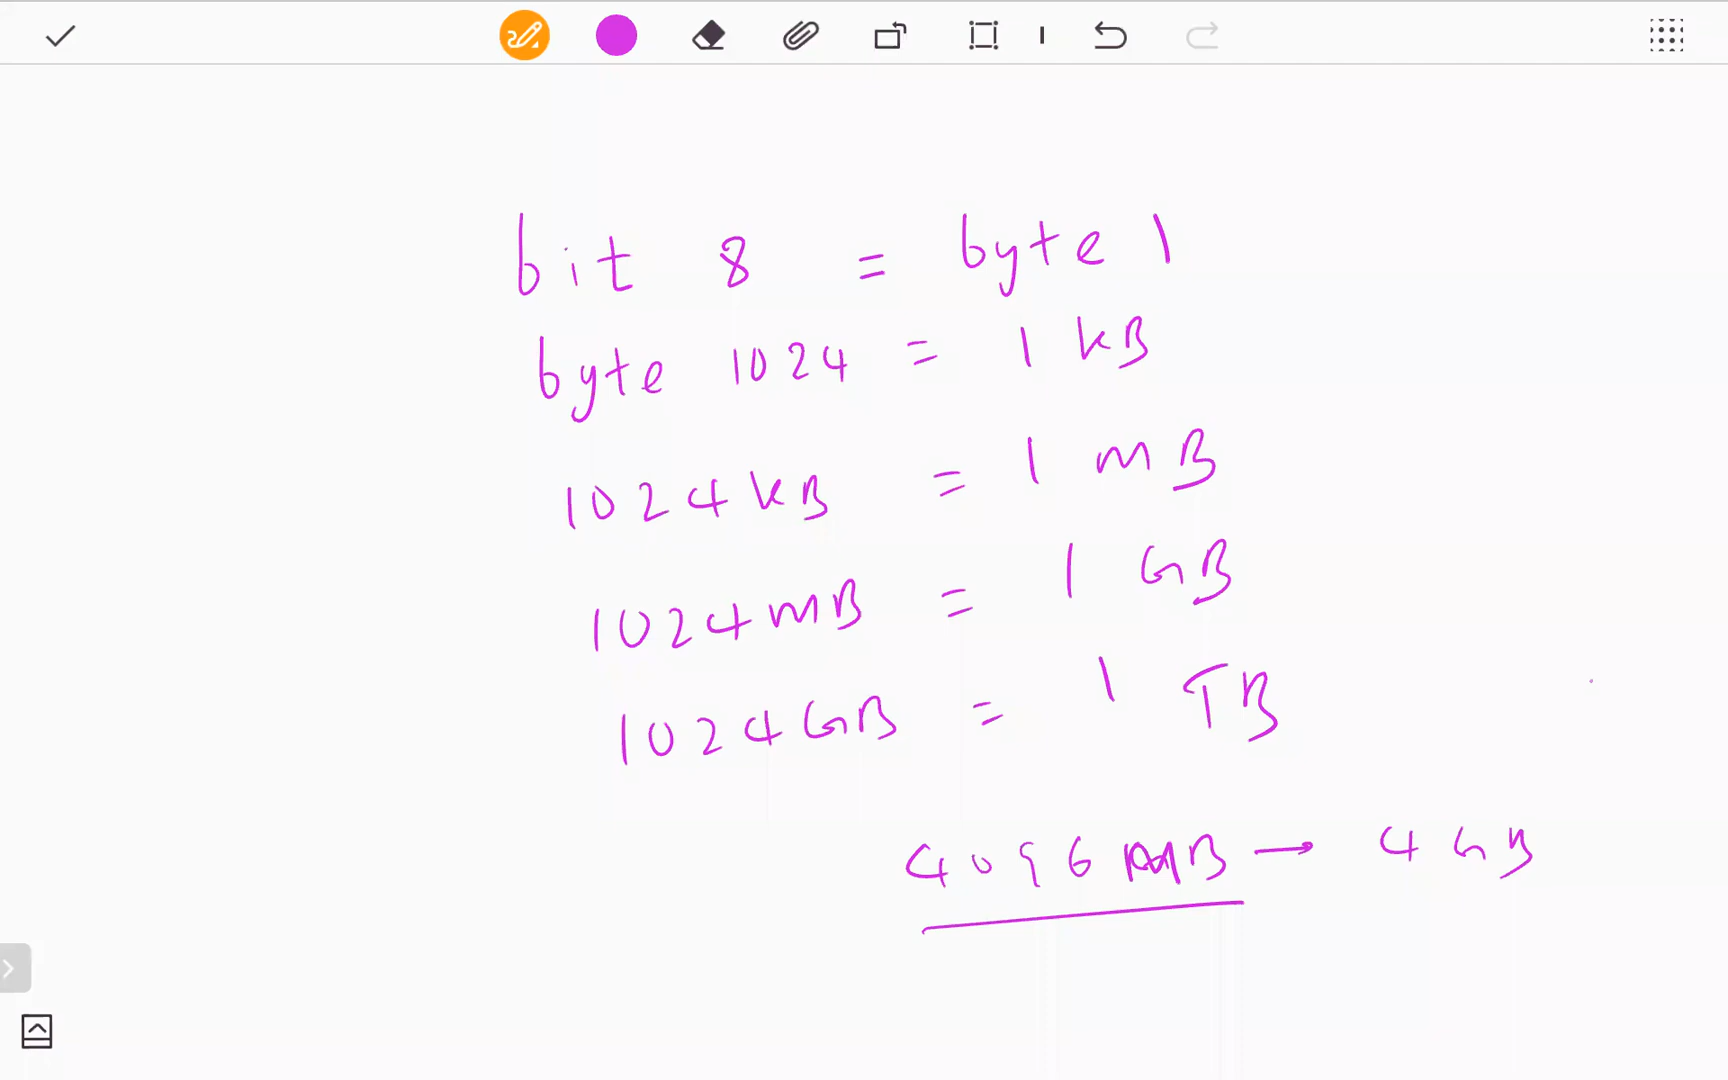 bit 8 = byte 1
byte 1024 = 1 kB
1024 kB = 1 mB
1024 mB = 1 GB
1024 GB = 1 TB
4096 MB → 4 GB